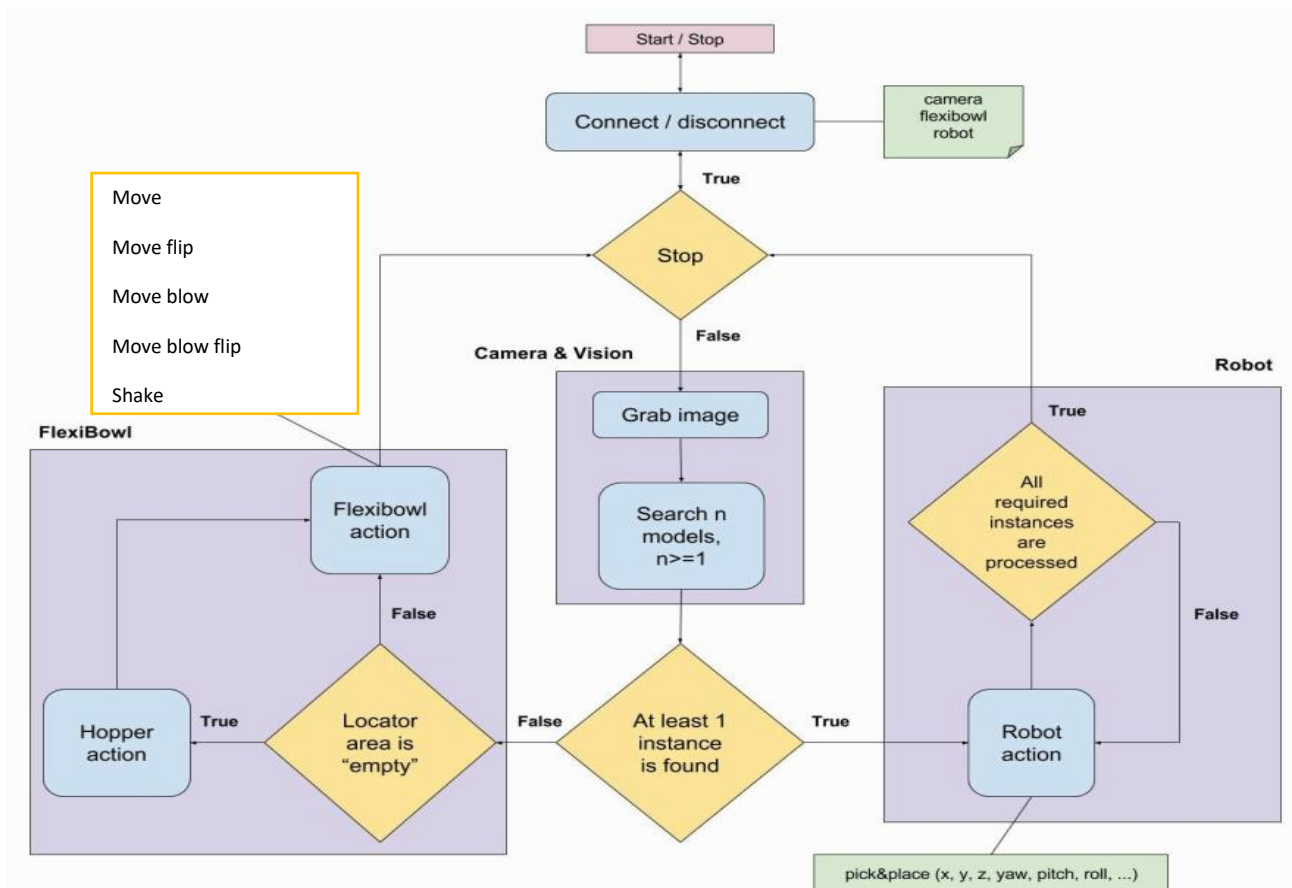 Start / Stop
Connect / disconnect
camera
flexibowl
robot
True
Move
Move flip
Move blow
Move blow flip
Shake
Stop
False
Camera & Vision
Grab image
Search n
models,
n>=1
Robot
True
All
required
instances
are
processed
False
FlexiBowl
Flexibowl
action
False
Hopper
action
True
Locator
area is
“empty”
False
At least 1
instance
is found
True
Robot
action
pick&place (x, y, z, yaw, pitch, roll, ...)